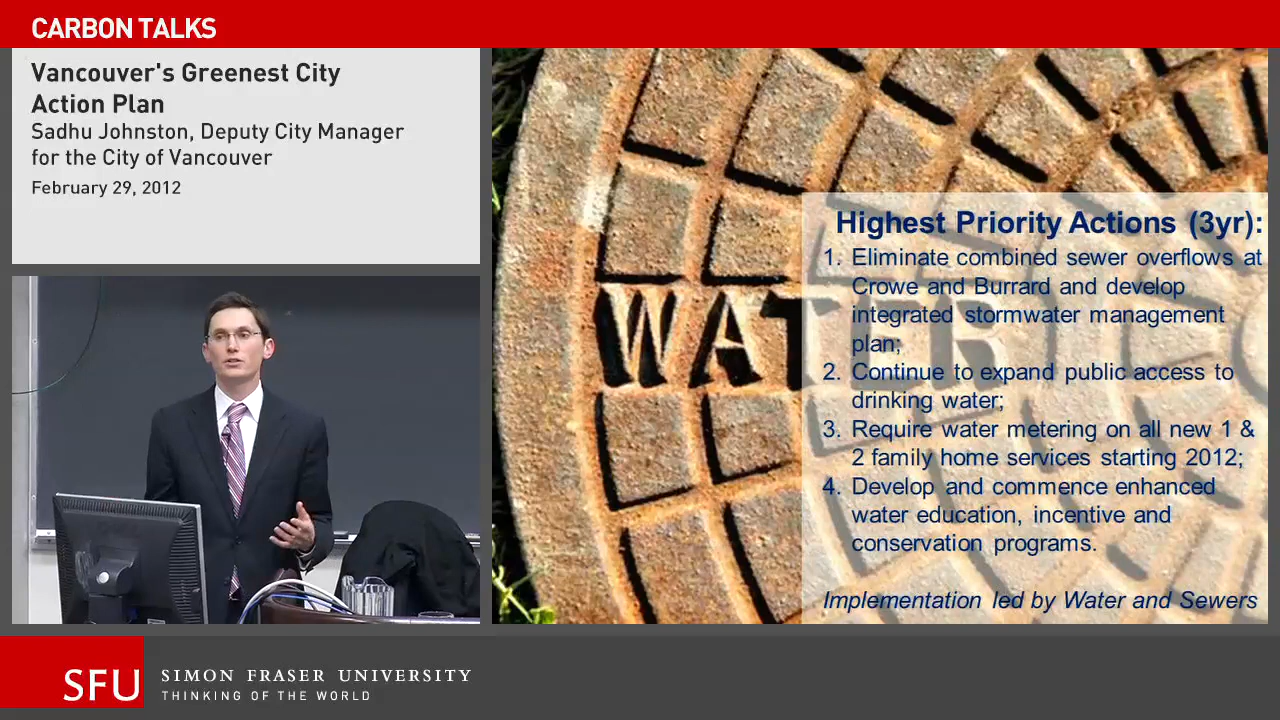 CARBON TALKS
Vancouver's Greenest City
Action Plan
Sadhu Johnston, Deputy City Manager
for the City of Vancouver
February 29, 2012
WATER
Highest Priority Actions (3yr):
1. Eliminate combined sewer overflows at
Crowe and Burrard and develop
integrated stormwater management
plan;
2. Continue to expand public access to
drinking water;
3. Require water metering on all new 1 &
2 family home services starting 2012;
4. Develop and commence enhanced
water education, incentive and
conservation programs.
Implementation led by Water and Sewers
SFU
SIMON FRASER UNIVERSITY
THINKING OF THE WORLD